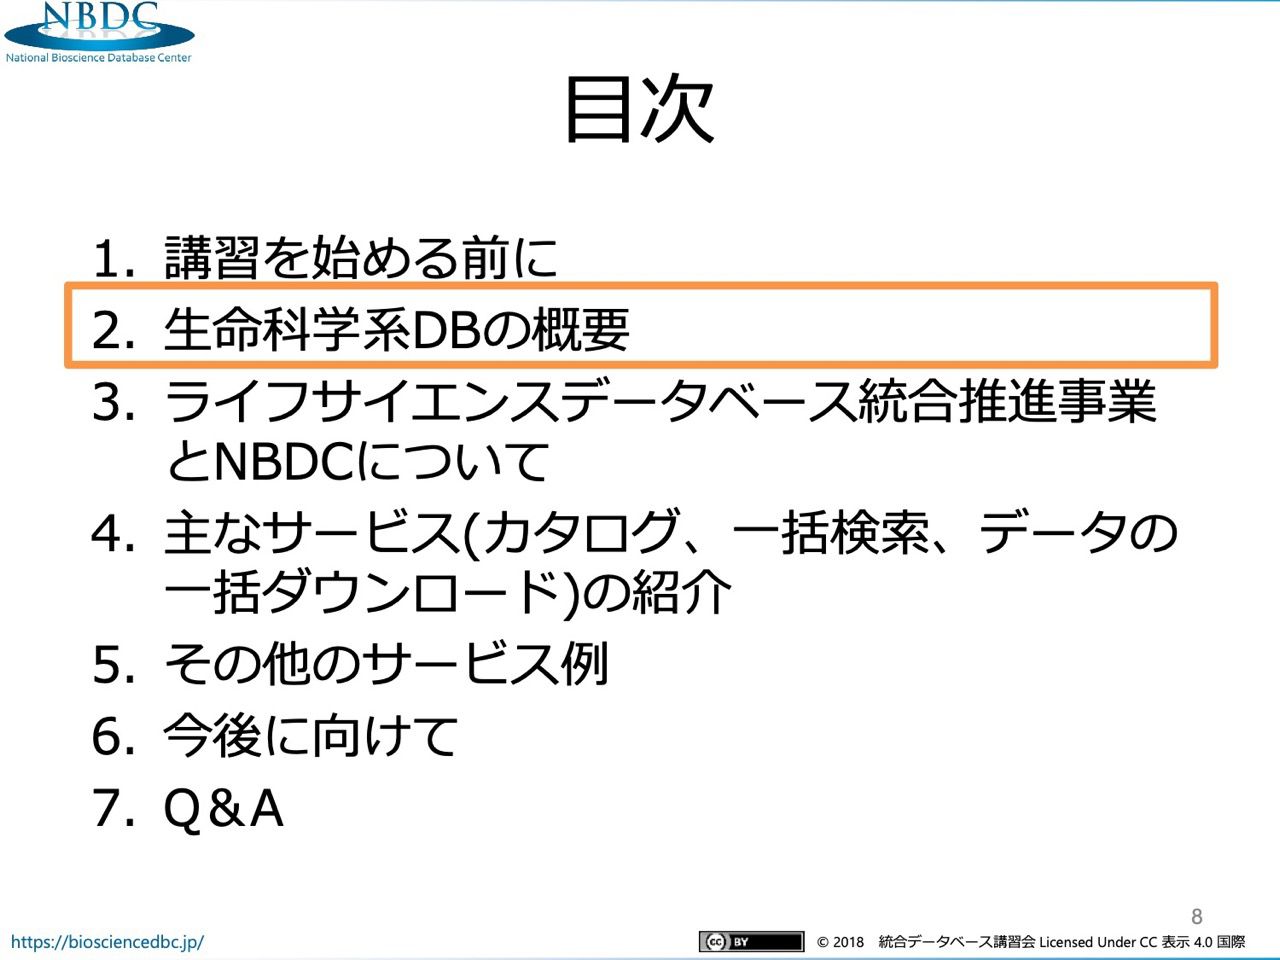 NBDC
National Bioscience Database Center
目次
1. 講習を始める前に
2. 生命科学系DBの概要
3. ライフサイエンスデータベース統合推進事業
とNBDCについて
4. 主なサービス(カタログ、一括検索、データの
一括ダウンロード)の紹介
5. その他のサービス例
6. 今後に向けて
7. Q&A
8
https://biosciencedbc.jp/
cc BY © 2018 統合データベース講習会 Licensed Under CC 表示 4.0 国際